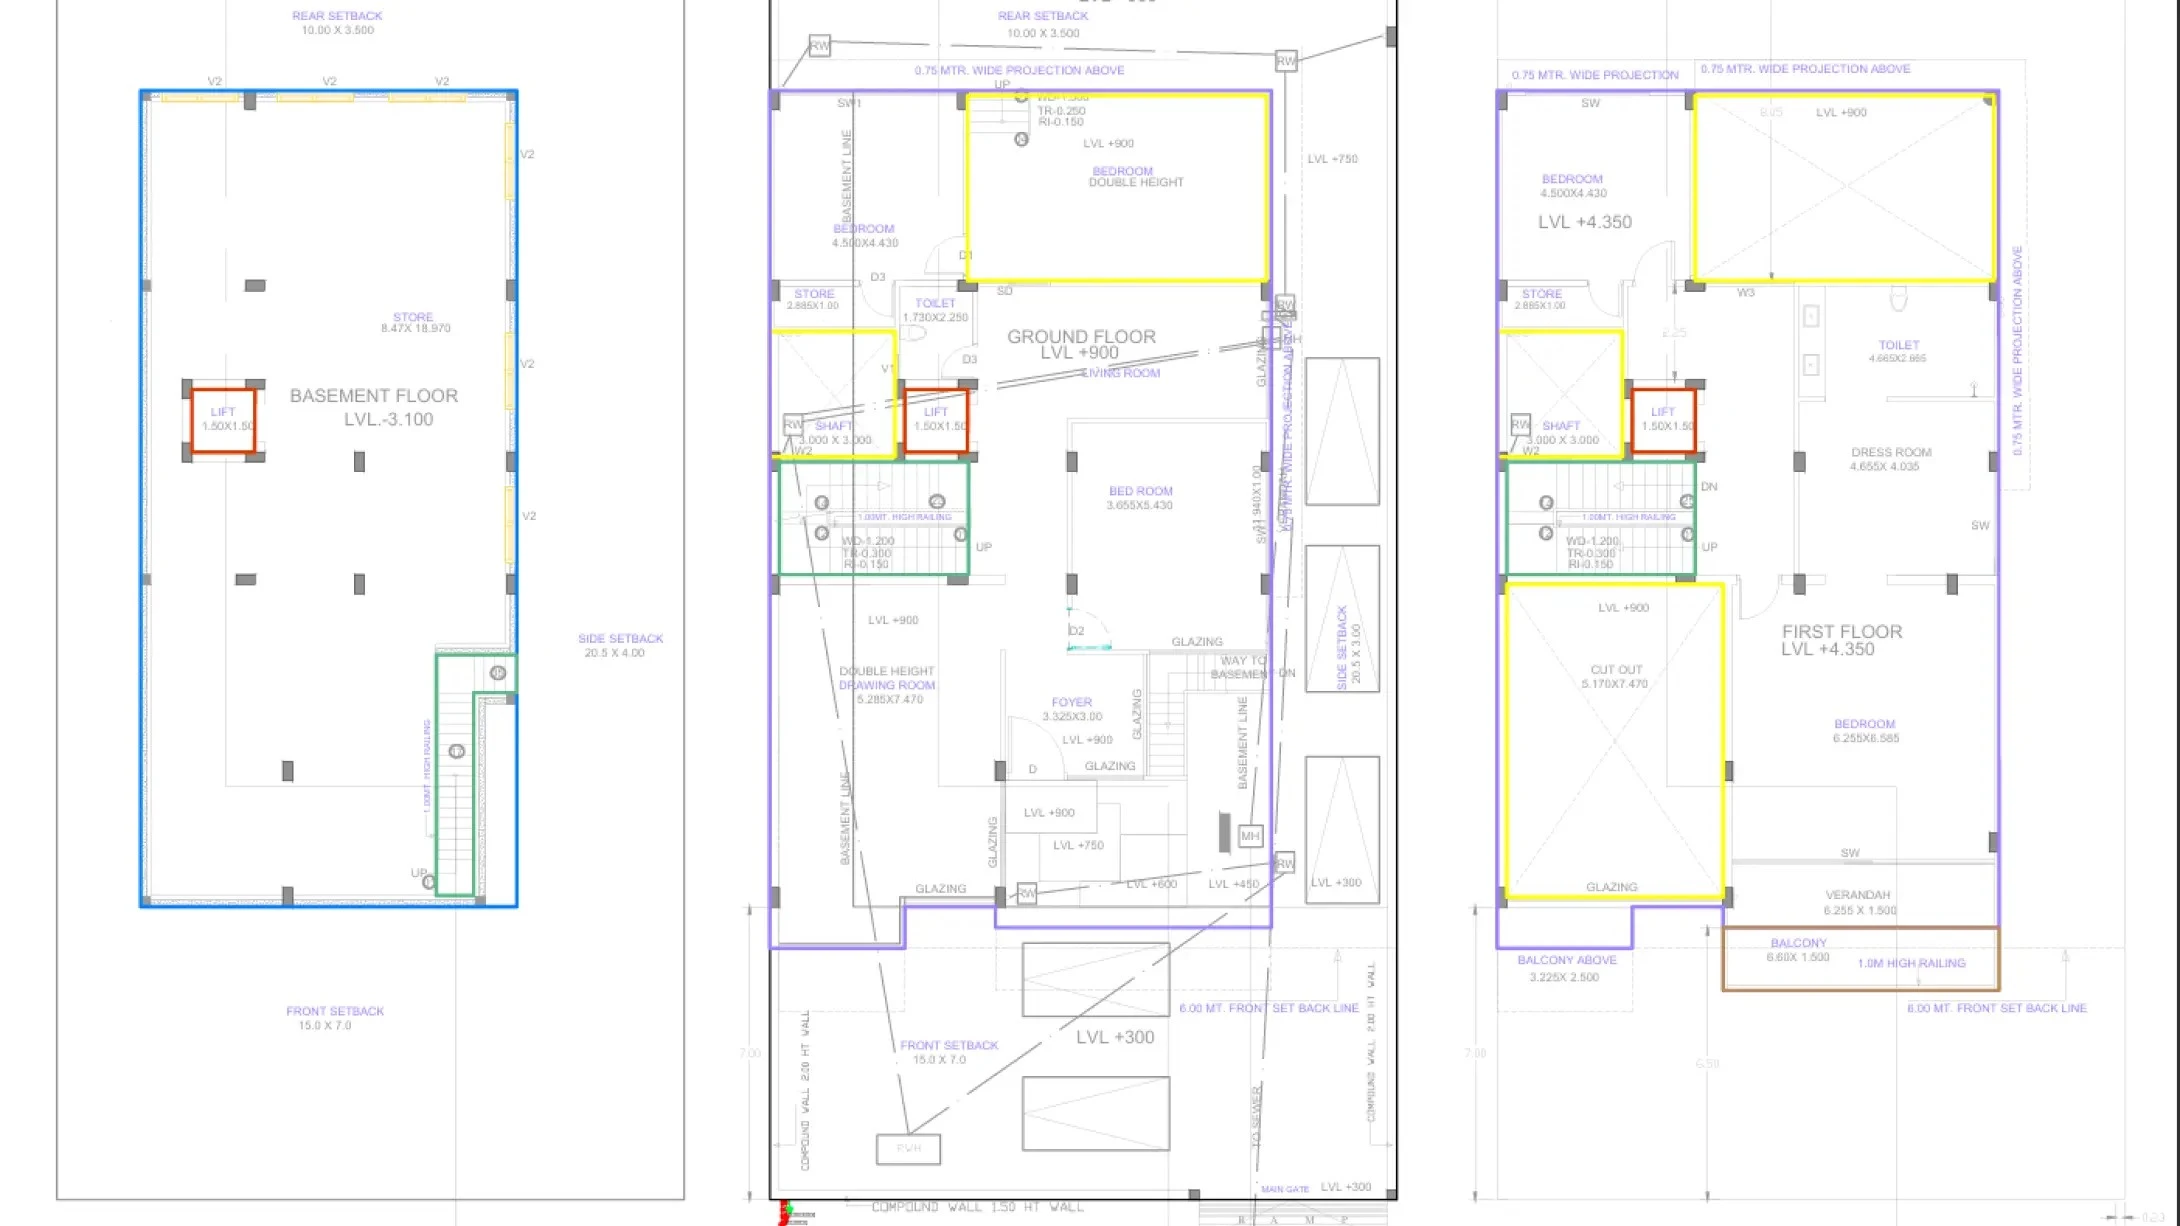 REAR SETBACK
10.00 X 3.500
V2
V2
V2
V2
STORE
8.47X 18.970
V2
BASEMENT FLOOR
LVL.-3.100
LIFT
1.50X1.50
V2
SIDE SETBACK
20.5 X 4.00
1.00MT. HIGH RAILING
UP
FRONT SETBACK
15.0 X 7.0
REAR SETBACK
10.00 X 3.500
RW
RW
0.75 MTR. WIDE PROJECTION ABOVE
UP
SW1
TR-0.250
RI-0.150
BASEMENT LINE
LVL +900
BEDROOM
DOUBLE HEIGHT
LVL +750
BEDROOM
4.500X4.430
D1
D3
SD
STORE
2.885X1.00
TOILET
1.730X2.250
RW
GROUND FLOOR
LVL +900
LIVING ROOM
GLAZING
D3
V1
LIFT
1.50X1.50
RW
SHAFT
3.000 X 3.000
W2
0.75 MTR. WIDE PROJECTION ABOVE
BED ROOM
3.655X5.430
1.00MT. HIGH RAILING
WD-1.200
TR-0.300
RI-0.150
UP
LVL +900
D2
GLAZING
WAY TO
BASEMENT
DN
SIDE SETBACK
20.5 X 3.00
DOUBLE HEIGHT
DRAWING ROOM
5.285X7.470
FOYER
3.325X3.00
LVL +900
GLAZING
BASEMENT LINE
D
GLAZING
BASEMENT LINE
LVL +900
GLAZING
LVL +750
MH
RW
GLAZING
RW
LVL +600
LVL +450
LVL +300
6.00 MT. FRONT SET BACK LINE
LVL +300
FRONT SETBACK
15.0 X 7.0
7.00
COMPOUND WALL 2.00 HT WALL
COMPOUND WALL 2.00 HT WALL
TO SEWER
RWH
MAIN GATE
LVL +300
COMPOUND WALL 1.50 HT WALL
R A M P
0.75 MTR. WIDE PROJECTION
0.75 MTR. WIDE PROJECTION ABOVE
SW
LVL +900
BEDROOM
4.500X4.430
LVL +4.350
STORE
2.885X1.00
W3
TOILET
4.665X2.665
0.75 MTR. WIDE PROJECTION ABOVE
LIFT
1.50X1.50
RW
SHAFT
3.000 X 3.000
W2
DRESS ROOM
4.655X 4.035
DN
1.00MT. HIGH RAILING
WD-1.200
TR-0.300
RI-0.150
UP
SW
LVL +900
FIRST FLOOR
LVL +4.350
CUT OUT
5.170X7.470
BEDROOM
6.255X6.585
SW
GLAZING
VERANDAH
6.255 X 1.500
BALCONY
6.60X 1.500
1.0M HIGH RAILING
BALCONY ABOVE
3.225X 2.500
6.00 MT. FRONT SET BACK LINE
7.00
6.50